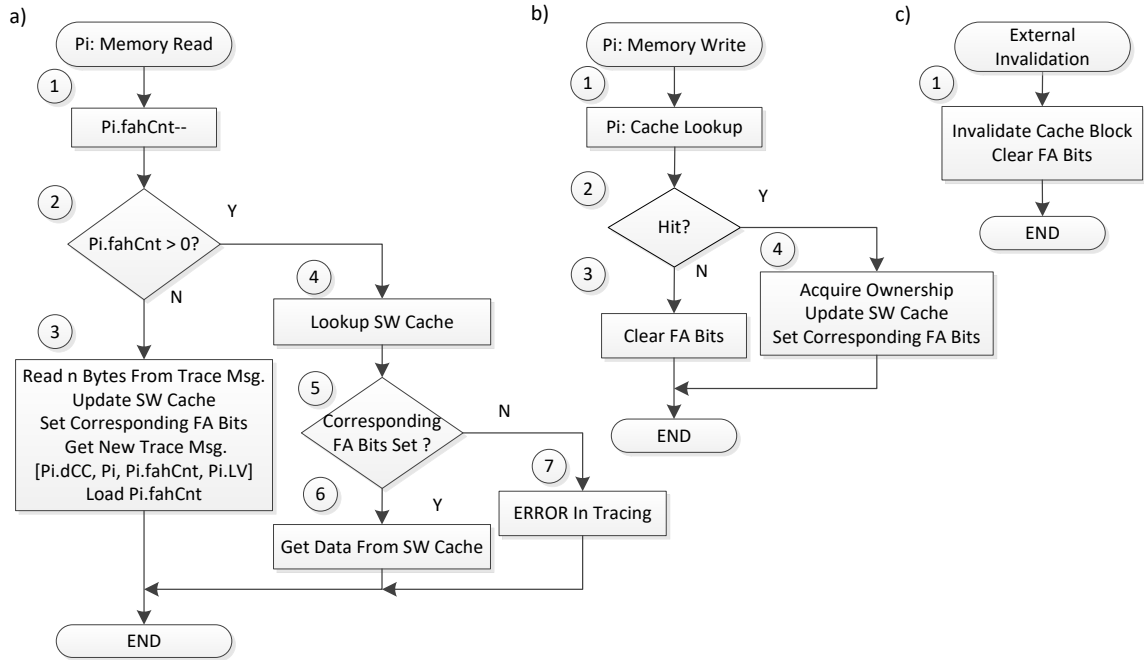 a)
Pi: Memory Read
1
Pi.fahCnt--
2
Pi.fahCnt > 0?
Y
N
3
Read n Bytes From Trace Msg.
Update SW Cache
Set Corresponding FA Bits
Get New Trace Msg.
[Pi.dCC, Pi, Pi.fahCnt, Pi.LV]
Load Pi.fahCnt
4
Lookup SW Cache
5
Corresponding
FA Bits Set ?
N
Y
6
Get Data From SW Cache
7
ERROR In Tracing
END
b)
Pi: Memory Write
1
Pi: Cache Lookup
2
Hit?
Y
N
3
Clear FA Bits
4
Acquire Ownership
Update SW Cache
Set Corresponding FA Bits
END
c)
External
Invalidation
1
Invalidate Cache Block
Clear FA Bits
END